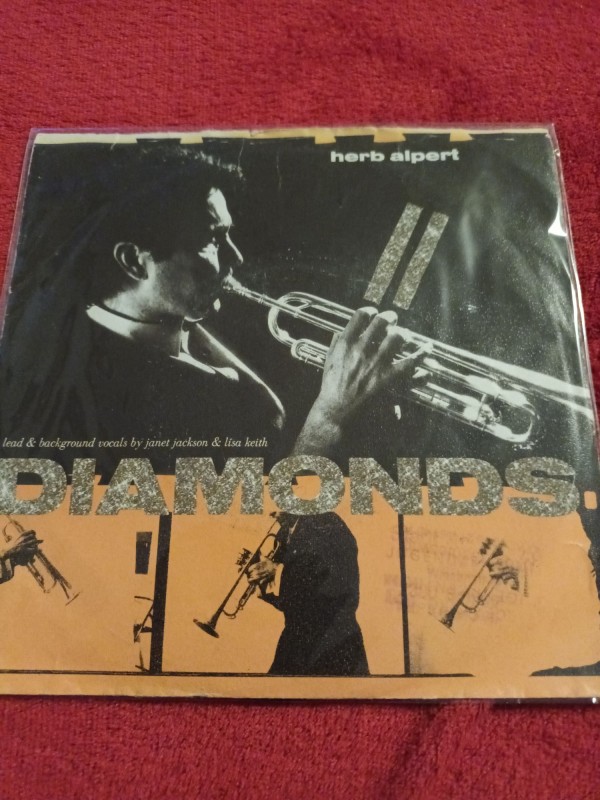 herb alpert
lead & background vocals by janet jackson & lisa keith
DIAMONDS